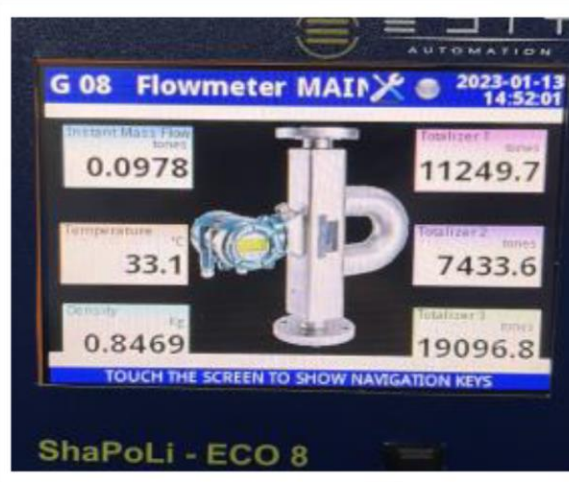 AUTOMATION
G 08 Flowmeter MAIN
2023-01-13
14:52:01
Instant Mass Flow
tones
0.0978
Temperature
°C
33.1
Density
Kg
0.8469
Totalizer 1
tones
11249.7
Totalizer 2
tones
7433.6
Totalizer 3
tones
19096.8
TOUCH THE SCREEN TO SHOW NAVIGATION KEYS
ShaPoLi - ECO 8